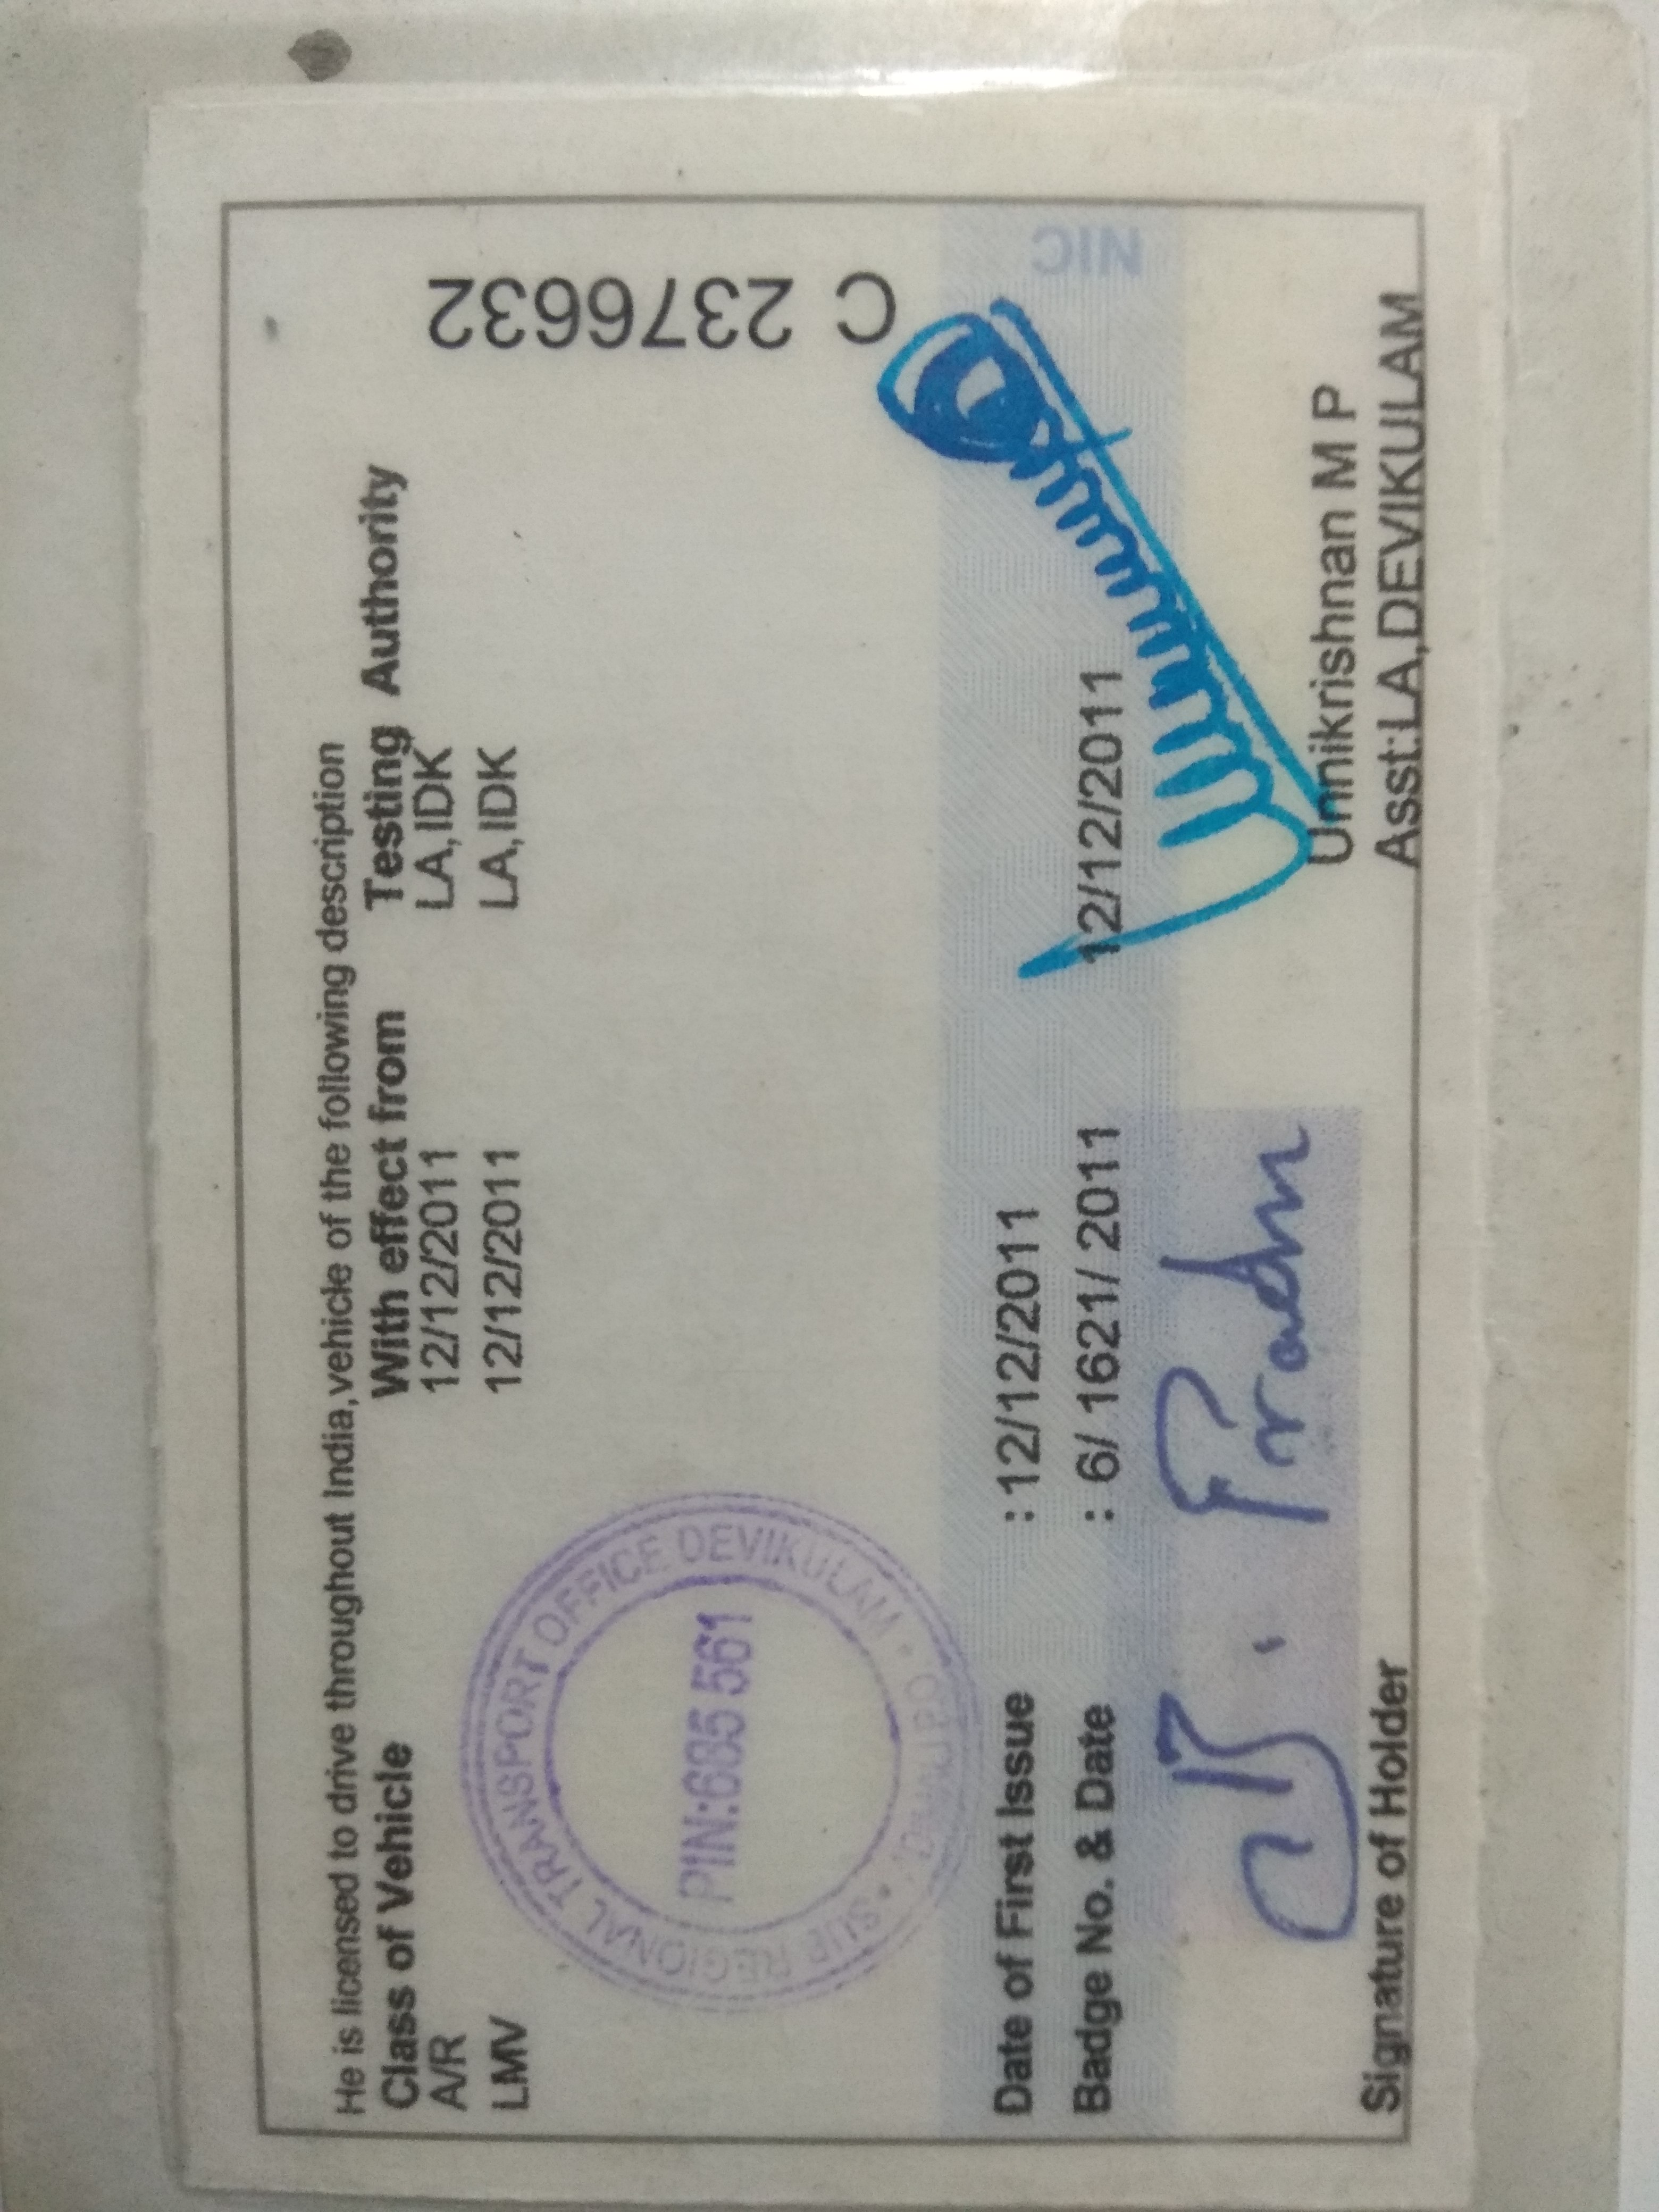 He is licensed to drive throughout India,vehicle of the following description
Class of Vehicle With effect from Testing Authority
A/R 12/12/2011 LA,IDK
LMV 12/12/2011 LA,IDK
C 2376632
SUB REGIONAL TRANSPORT OFFICE DEVIKULAM
PIN:685 561
NIC
Date of First Issue : 12/12/2011
Badge No. & Date : 6/ 1621/ 2011 12/12/2011
Unnikrishnan M P
Signature of Holder Asst:LA,DEVIKULAM